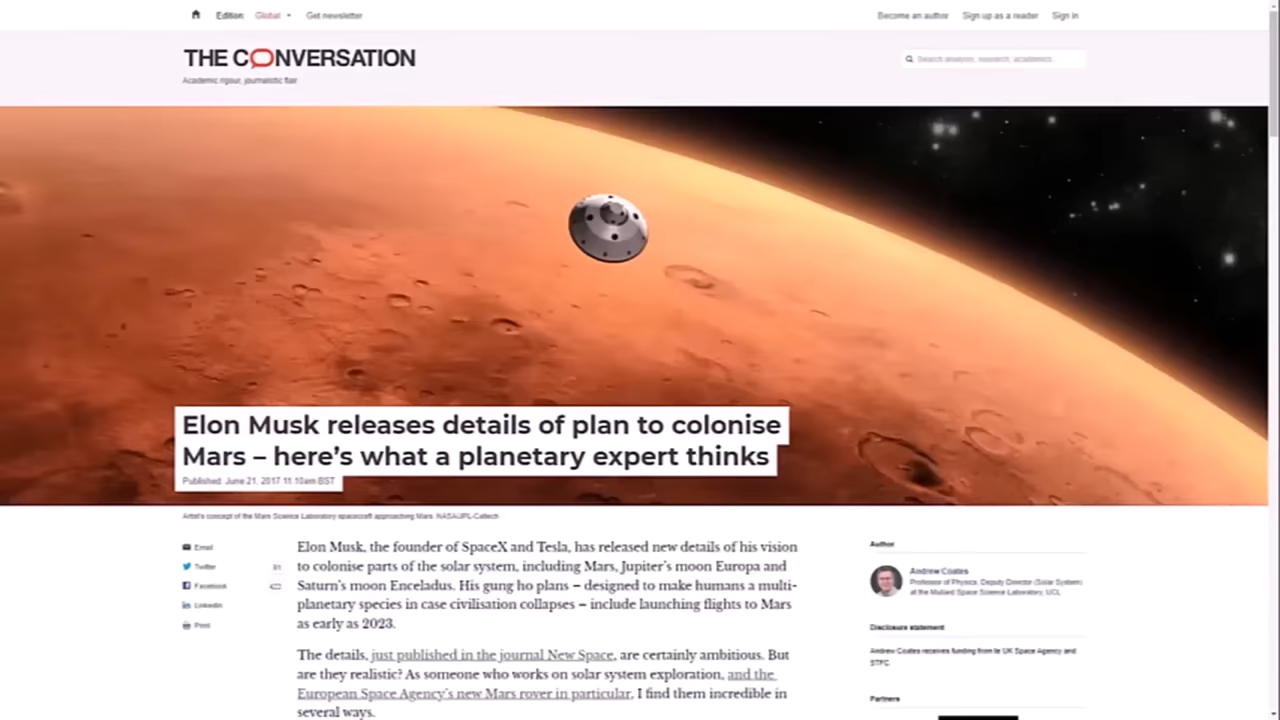 Edition: Global Get newsletter
Become an author Sign up as a reader Sign in
THE CONVERSATION
Academic rigour, journalistic flair
Search analysis, research, academics…
Elon Musk releases details of plan to colonise
Mars – here's what a planetary expert thinks
Published: June 21, 2017 11.10am BST
Artist's concept of the Mars Science Laboratory spacecraft approaching Mars. NASA/JPL-Caltech
Email
Twitter
Facebook
LinkedIn
Print
Elon Musk, the founder of SpaceX and Tesla, has released new details of his vision
to colonise parts of the solar system, including Mars, Jupiter's moon Europa and
Saturn's moon Enceladus. His gung ho plans – designed to make humans a multi-
planetary species in case civilisation collapses – include launching flights to Mars
as early as 2023.
The details, just published in the journal New Space, are certainly ambitious. But
are they realistic? As someone who works on solar system exploration, and the
European Space Agency's new Mars rover in particular, I find them incredible in
several ways.
Author
Andrew Coates
Professor of Physics, Deputy Director (Solar System)
at the Mullard Space Science Laboratory, UCL
Disclosure statement
Andrew Coates receives funding from te UK Space Agency and
STFC.
Partners